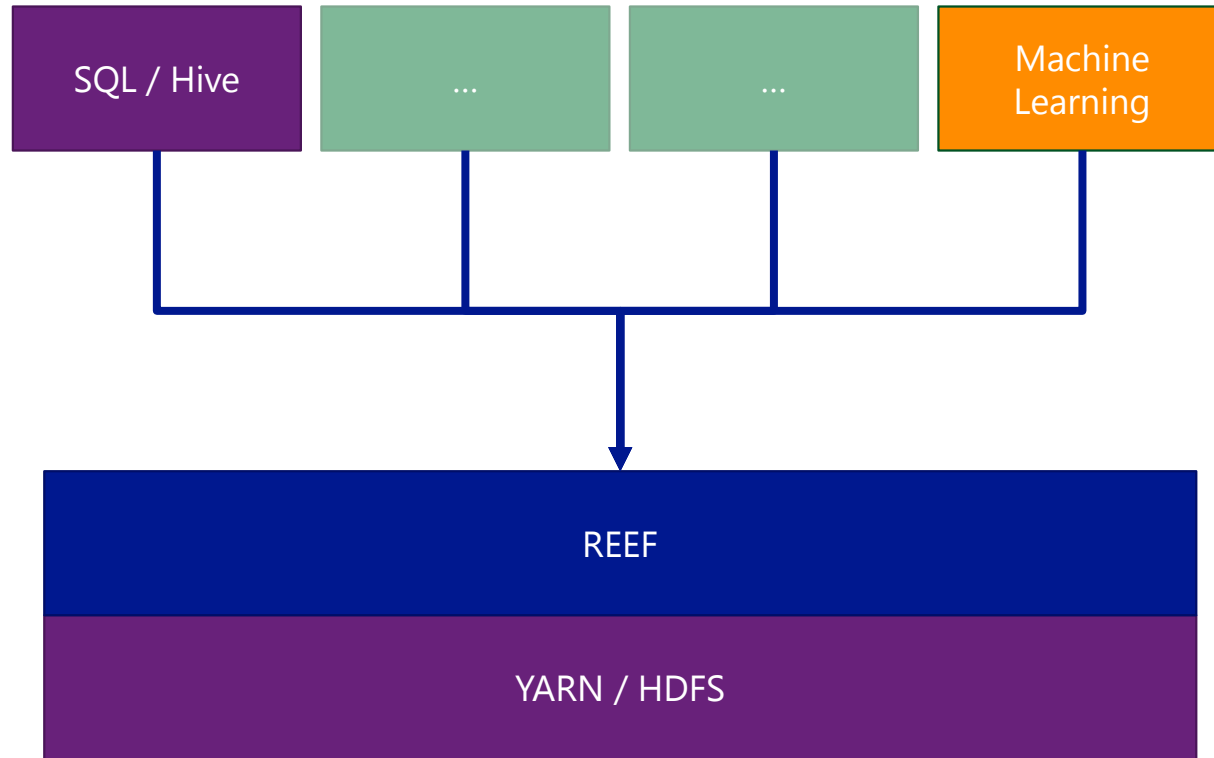 SQL / Hive
...
...
Machine
Learning
REEF
YARN / HDFS